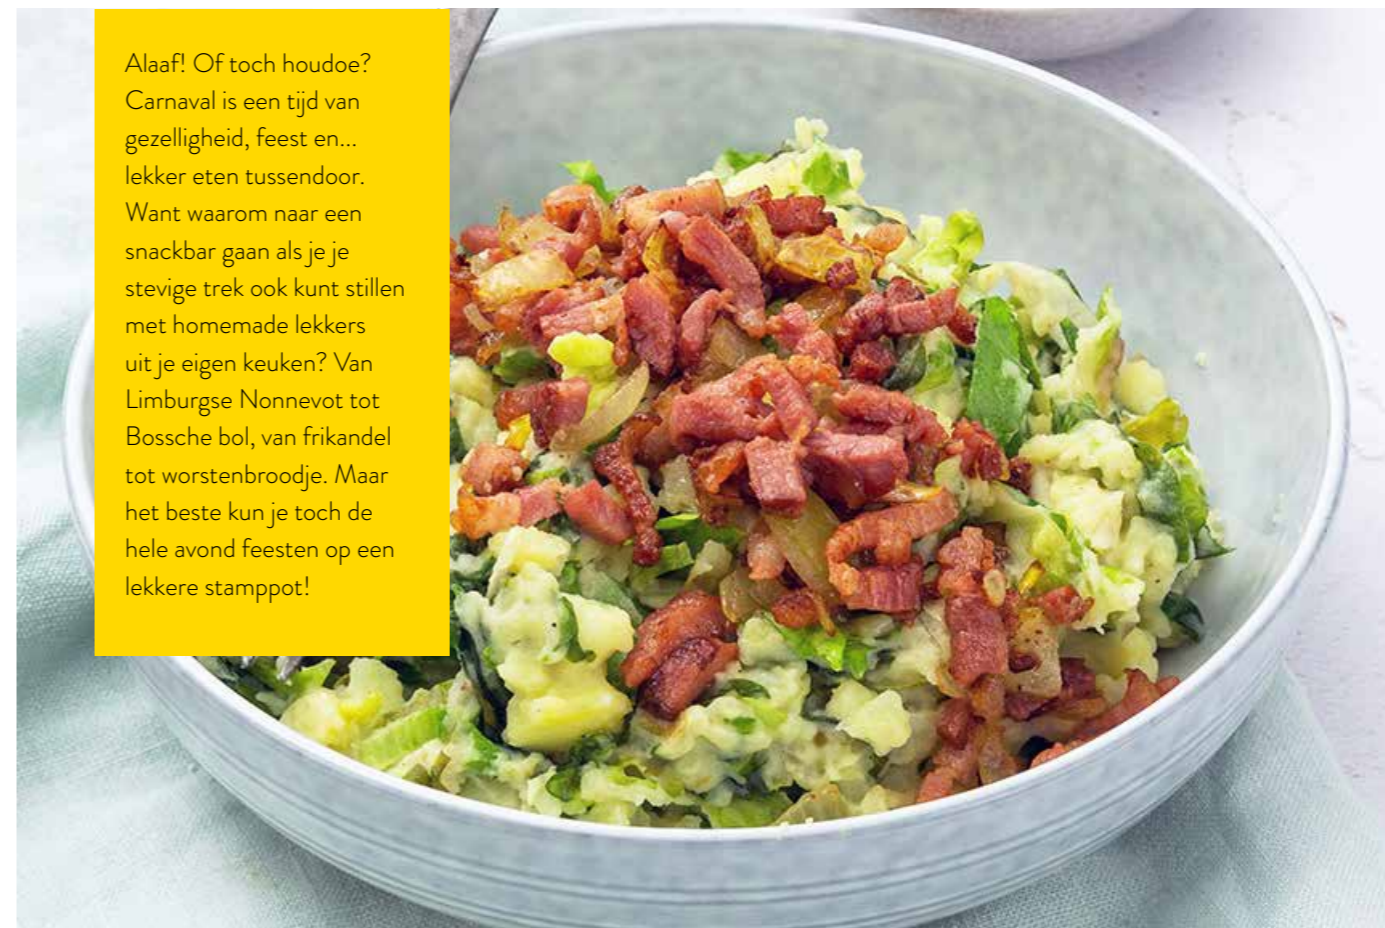 Alaaf! Of toch houdoe?
Carnaval is een tijd van
gezelligheid, feest en...
lekker eten tussendoor.
Want waarom naar een
snackbar gaan als je je
stevige trek ook kunt stillen
met homemade lekkers
uit je eigen keuken? Van
Limburgse Nonnevot tot
Bossche bol, van frikandel
tot worstenbroodje. Maar
het beste kun je toch de
hele avond feesten op een
lekkere stamppot!